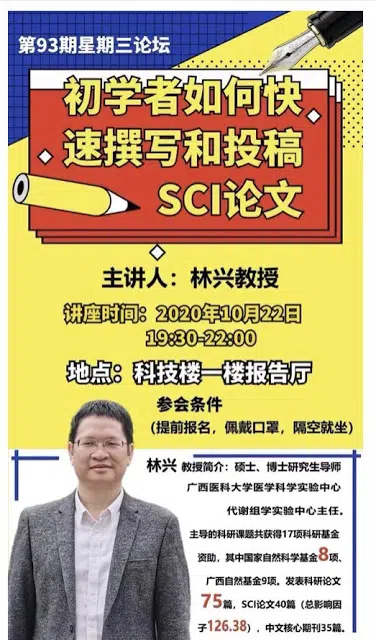 第93期星期三论坛
初学者如何快
速撰写和投稿
SCI论文
主讲人：林兴教授
讲座时间：2020年10月22日
19:30-22:00
地点：科技楼一楼报告厅
参会条件
（提前报名，佩戴口罩，隔空就坐）
林兴 教授简介：硕士、博士研究生导师
广西医科大学医学科学实验中心
代谢组学实验中心主任。
主导的科研课题共获得17项科研基金
资助，其中国家自然科学基金8项、
广西自然基金9项。发表科研论文
75篇，SCI论文40篇（总影响因
子126.38），中文核心期刊35篇。